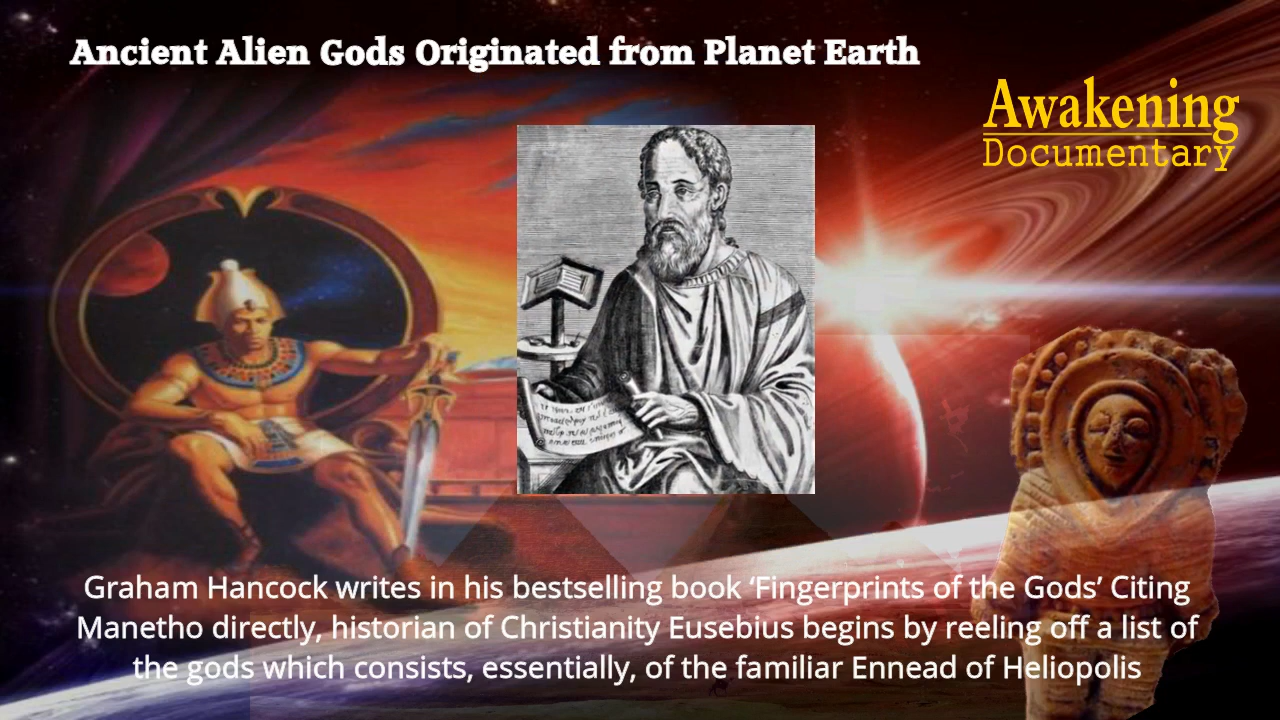 Ancient Alien Gods Originated from Planet Earth
Awakening
Documentary
Graham Hancock writes in his bestselling book ‘Fingerprints of the Gods’ Citing
Manetho directly, historian of Christianity Eusebius begins by reeling off a list of
the gods which consists, essentially, of the familiar Ennead of Heliopolis